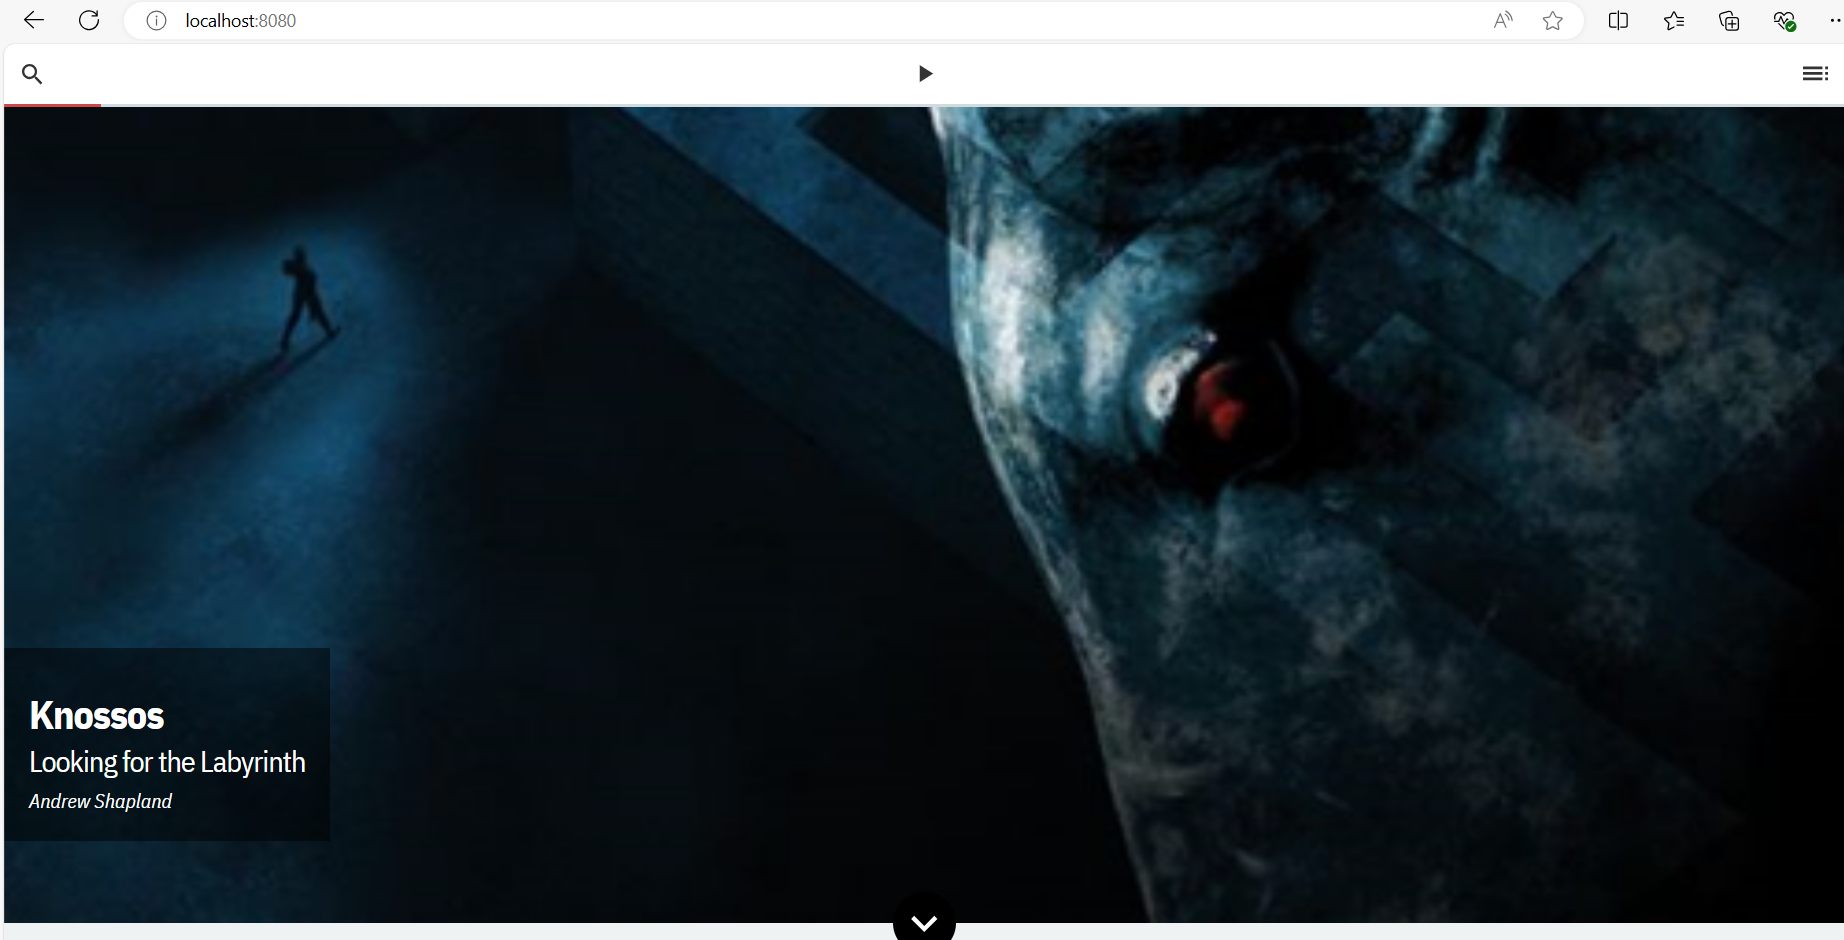 localhost:8080
Knossos
Looking for the Labyrinth
Andrew Shapland